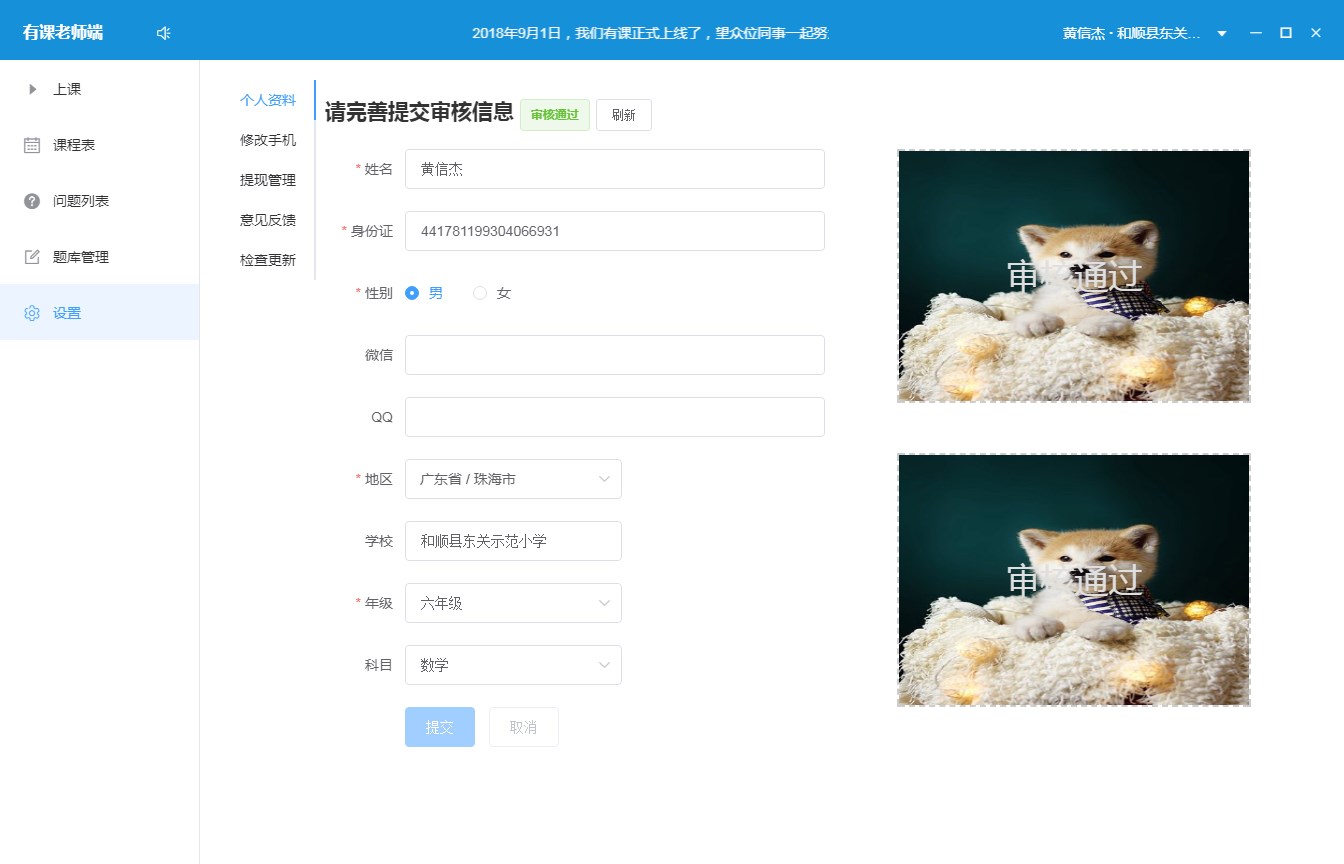 有课老师端
2018年9月1日，我们有课正式上线了，望众位同事一起努
黄信杰 · 和顺县东关...
上课
课程表
问题列表
题库管理
设置
个人资料
修改手机
提现管理
意见反馈
检查更新
请完善提交审核信息
审核通过
刷新
* 姓名
黄信杰
* 身份证
441781199304066931
* 性别
男
女
微信
QQ
* 地区
广东省 / 珠海市
学校
和顺县东关示范小学
* 年级
六年级
科目
数学
提交
取消
审核通过
审核通过